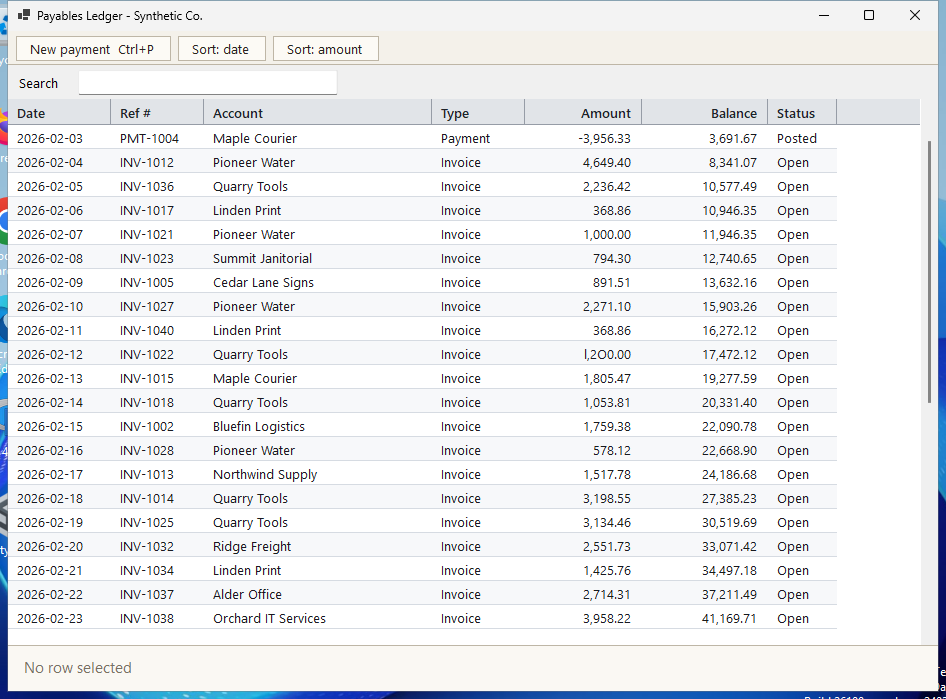 Payables Ledger - Synthetic Co.
New payment Ctrl+P Sort: date Sort: amount
Search
Date Ref # Account Type Amount Balance Status
2026-02-03 PMT-1004 Maple Courier Payment -3,956.33 3,691.67 Posted
2026-02-04 INV-1012 Pioneer Water Invoice 4,649.40 8,341.07 Open
2026-02-05 INV-1036 Quarry Tools Invoice 2,236.42 10,577.49 Open
2026-02-06 INV-1017 Linden Print Invoice 368.86 10,946.35 Open
2026-02-07 INV-1021 Pioneer Water Invoice 1,000.00 11,946.35 Open
2026-02-08 INV-1023 Summit Janitorial Invoice 794.30 12,740.65 Open
2026-02-09 INV-1005 Cedar Lane Signs Invoice 891.51 13,632.16 Open
2026-02-10 INV-1027 Pioneer Water Invoice 2,271.10 15,903.26 Open
2026-02-11 INV-1040 Linden Print Invoice 368.86 16,272.12 Open
2026-02-12 INV-1022 Quarry Tools Invoice l,2O0.00 17,472.12 Open
2026-02-13 INV-1015 Maple Courier Invoice 1,805.47 19,277.59 Open
2026-02-14 INV-1018 Quarry Tools Invoice 1,053.81 20,331.40 Open
2026-02-15 INV-1002 Bluefin Logistics Invoice 1,759.38 22,090.78 Open
2026-02-16 INV-1028 Pioneer Water Invoice 578.12 22,668.90 Open
2026-02-17 INV-1013 Northwind Supply Invoice 1,517.78 24,186.68 Open
2026-02-18 INV-1014 Quarry Tools Invoice 3,198.55 27,385.23 Open
2026-02-19 INV-1025 Quarry Tools Invoice 3,134.46 30,519.69 Open
2026-02-20 INV-1032 Ridge Freight Invoice 2,551.73 33,071.42 Open
2026-02-21 INV-1034 Linden Print Invoice 1,425.76 34,497.18 Open
2026-02-22 INV-1037 Alder Office Invoice 2,714.31 37,211.49 Open
2026-02-23 INV-1038 Orchard IT Services Invoice 3,958.22 41,169.71 Open
No row selected